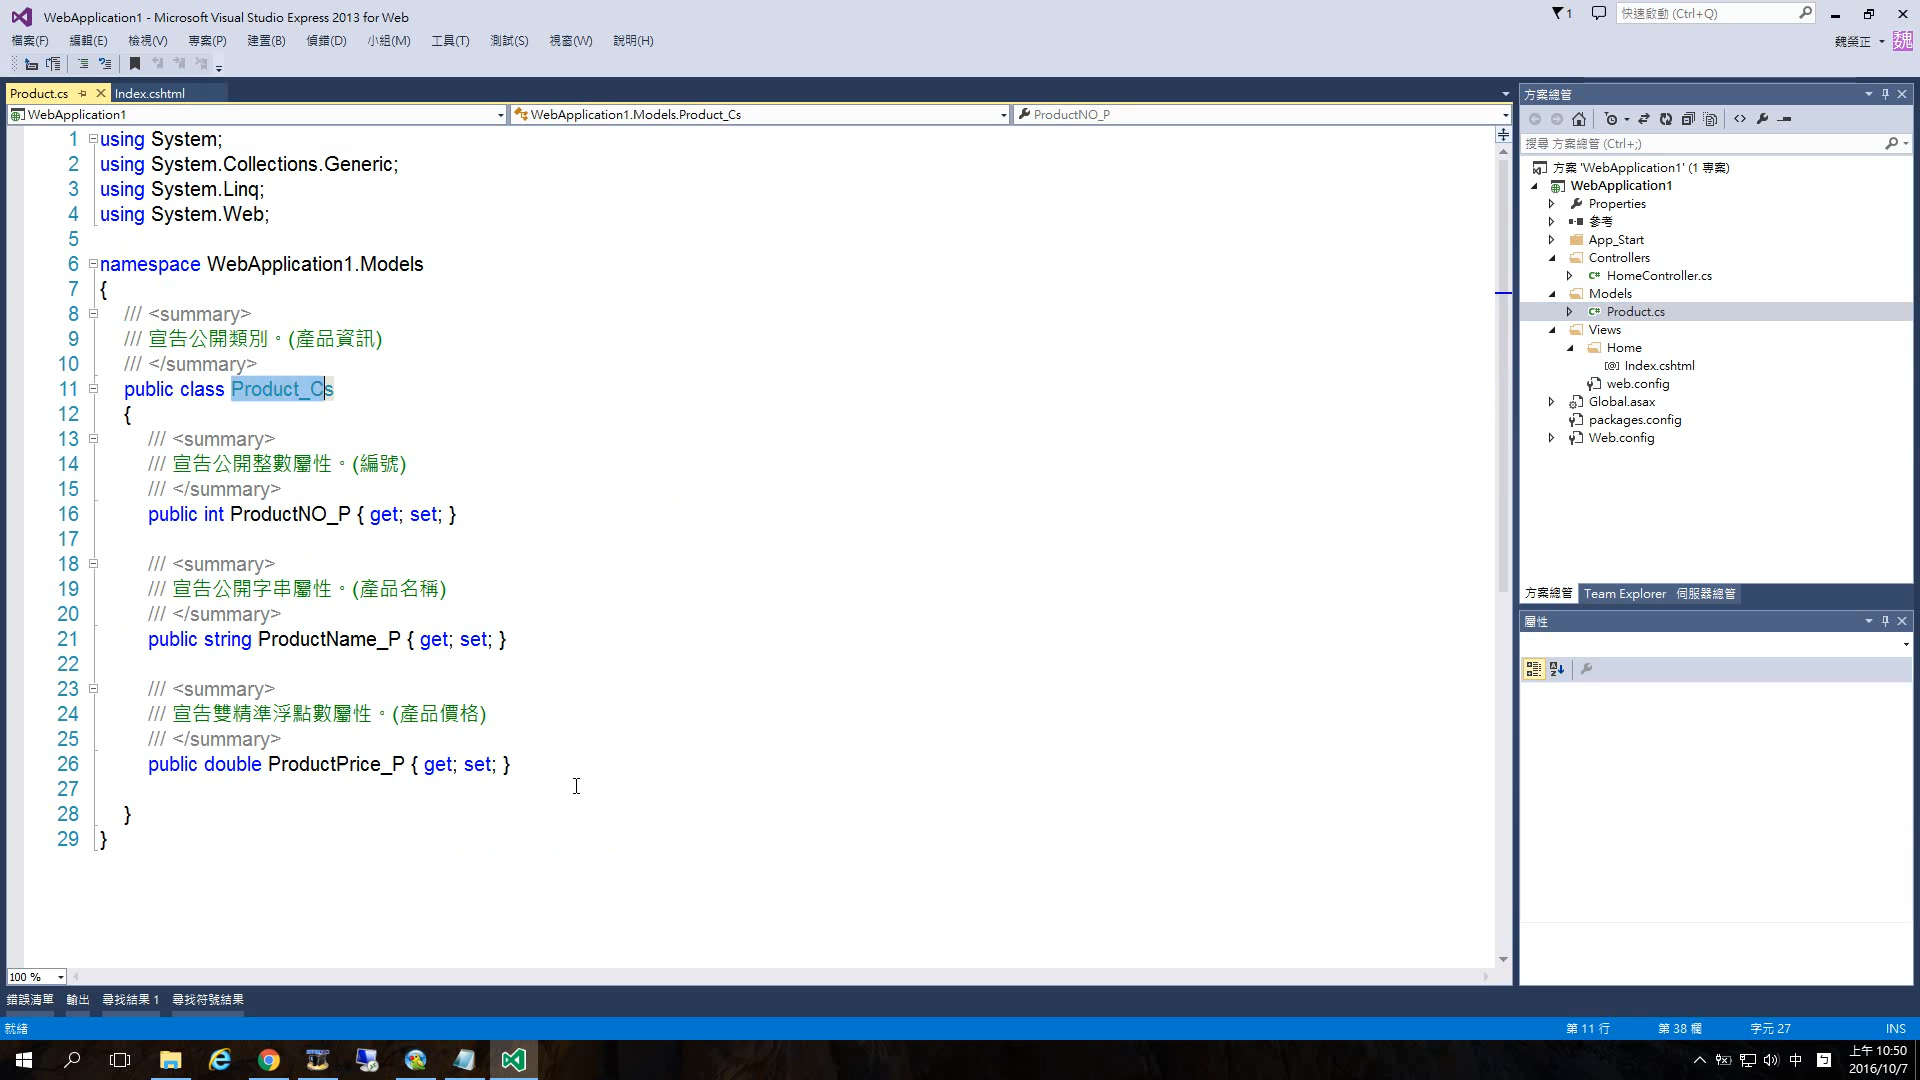 WebApplication1 - Microsoft Visual Studio Express 2013 for Web
1
快速啟動 (Ctrl+Q)
檔案(F) 編輯(E) 檢視(V) 專案(P) 建置(B) 偵錯(D) 小組(M) 工具(T) 測試(S) 視窗(W) 說明(H)
魏榮正 魏
Product.cs Index.cshtml
WebApplication1 WebApplication1.Models.Product_Cs ProductNO_P
1 using System;
2 using System.Collections.Generic;
3 using System.Linq;
4 using System.Web;
5
6 namespace WebApplication1.Models
7 {
8 /// <summary>
9 /// 宣告公開類別。(產品資訊)
10 /// </summary>
11 public class Product_Cs
12 {
13 /// <summary>
14 /// 宣告公開整數屬性。(編號)
15 /// </summary>
16 public int ProductNO_P { get; set; }
17
18 /// <summary>
19 /// 宣告公開字串屬性。(產品名稱)
20 /// </summary>
21 public string ProductName_P { get; set; }
22
23 /// <summary>
24 /// 宣告雙精準浮點數屬性。(產品價格)
25 /// </summary>
26 public double ProductPrice_P { get; set; }
27
28 }
29 }
100 %
方案總管
搜尋 方案總管 (Ctrl+;)
方案 'WebApplication1' (1 專案)
WebApplication1
Properties
參考
App_Start
Controllers
C# HomeController.cs
Models
C# Product.cs
Views
Home
Index.cshtml
web.config
Global.asax
packages.config
Web.config
方案總管 Team Explorer 伺服器總管
屬性
錯誤清單 輸出 尋找結果 1 尋找符號結果
就緒 第 11 行 第 38 欄 字元 27 INS
中
上午 10:50
2016/10/7